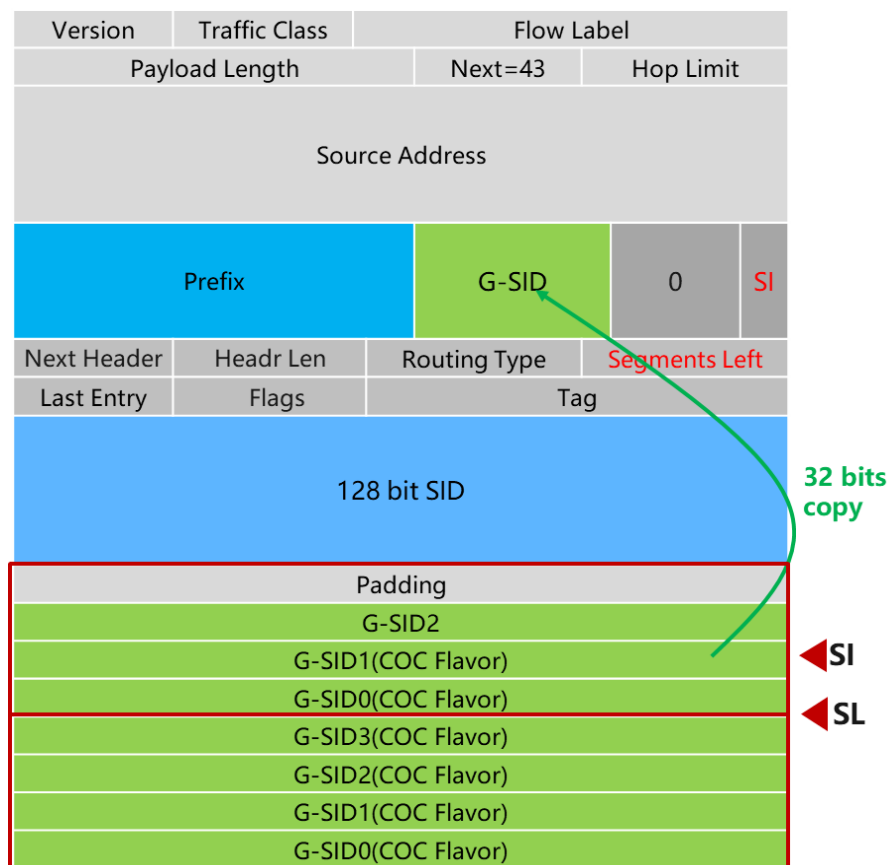 Version Traffic Class Flow Label
Payload Length Next=43 Hop Limit
Source Address
Prefix G-SID 0 SI
Next Header Headr Len Routing Type Segments Left
Last Entry Flags Tag
128 bit SID
32 bits
copy
Padding
G-SID2
G-SID1(COC Flavor) SI
G-SID0(COC Flavor) SL
G-SID3(COC Flavor)
G-SID2(COC Flavor)
G-SID1(COC Flavor)
G-SID0(COC Flavor)